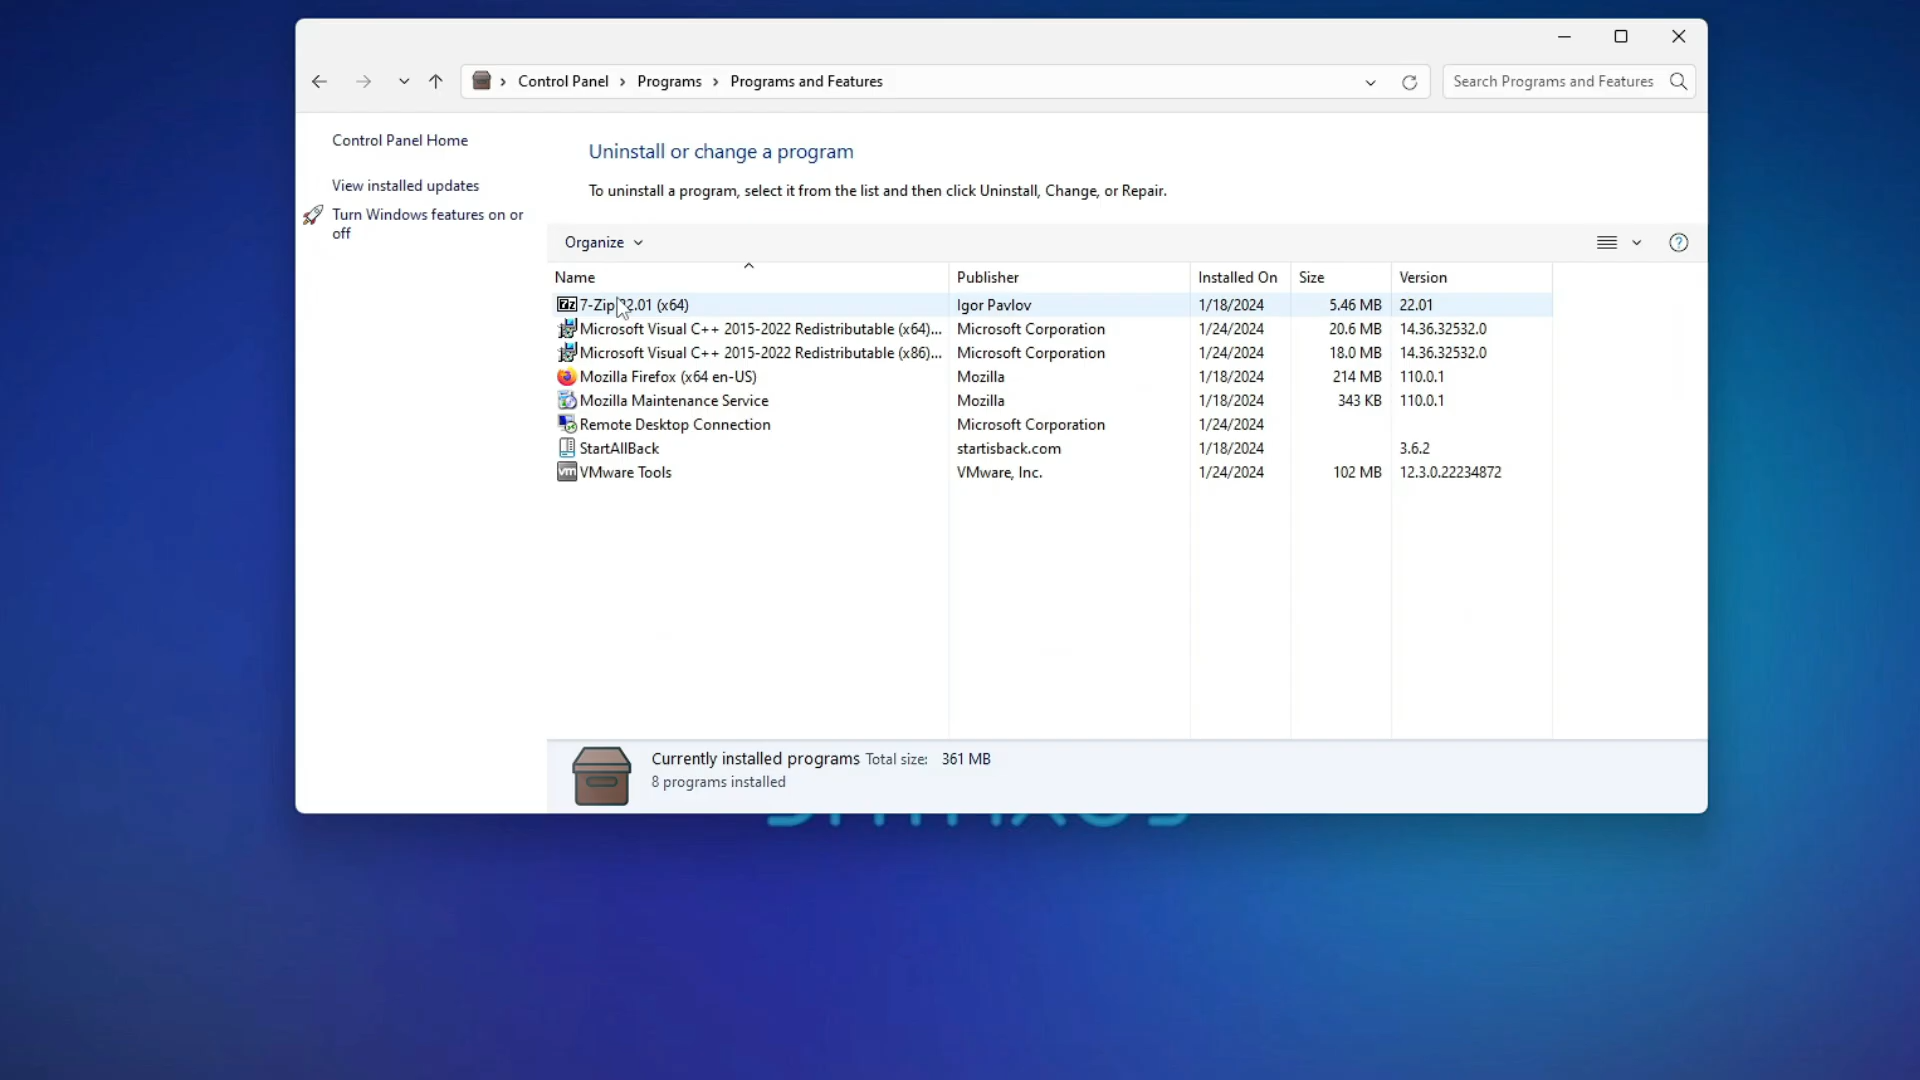 Control Panel Programs Programs and Features
Search Programs and Features
Control Panel Home
View installed updates
Turn Windows features on or
off
Uninstall or change a program
To uninstall a program, select it from the list and then click Uninstall, Change, or Repair.
Organize
Name Publisher Installed On Size Version
7-Zip 22.01 (x64) Igor Pavlov 1/18/2024 5.46 MB 22.01
Microsoft Visual C++ 2015-2022 Redistributable (x64)... Microsoft Corporation 1/24/2024 20.6 MB 14.36.32532.0
Microsoft Visual C++ 2015-2022 Redistributable (x86)... Microsoft Corporation 1/24/2024 18.0 MB 14.36.32532.0
Mozilla Firefox (x64 en-US) Mozilla 1/18/2024 214 MB 110.0.1
Mozilla Maintenance Service Mozilla 1/18/2024 343 KB 110.0.1
Remote Desktop Connection Microsoft Corporation 1/24/2024
StartAllBack startisback.com 1/18/2024 3.6.2
VMware Tools VMware, Inc. 1/24/2024 102 MB 12.3.0.22234872
Currently installed programs Total size: 361 MB
8 programs installed